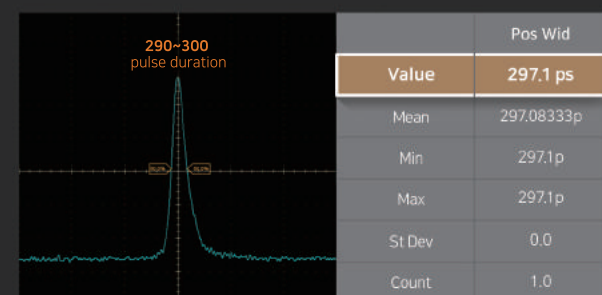 290~300
pulse duration
Pos Wid
Value 297.1 ps
Mean 297.08333p
Min 297.1p
Max 297.1p
St Dev 0.0
Count 1.0